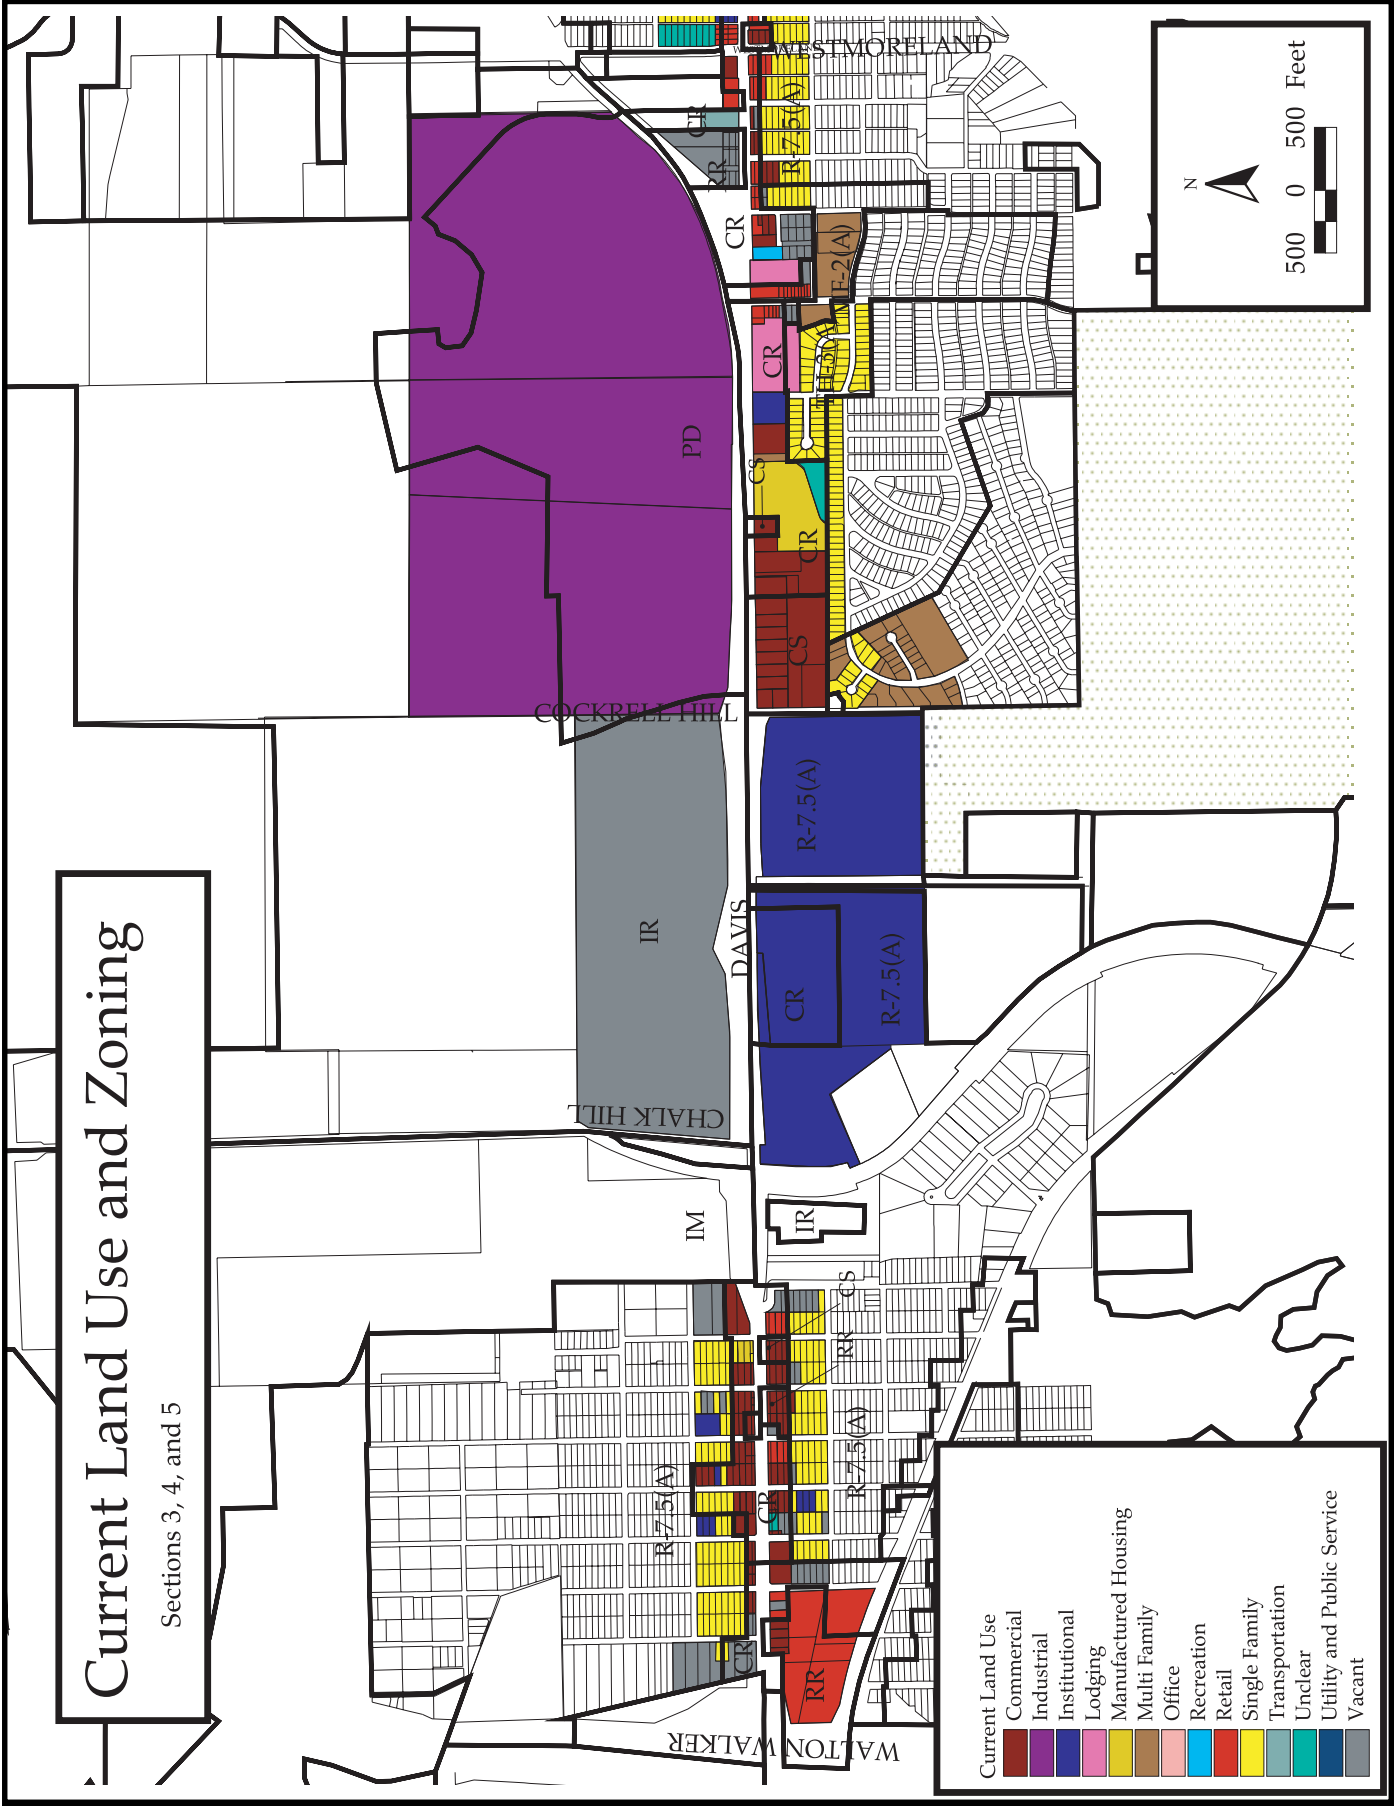 Current Land Use and Zoning
Sections 3, 4, and 5
WESTMORELAND
CR
R-7.5(A)
RR
CR
MF-2(A)
CR
TH-3(A)
PD
CS
CR
CS
COCKRELL HILL
R-7.5(A)
IR
DAVIS
CR
R-7.5(A)
CHALK HILL
IM
IR
CS
RR
R-7.5(A)
R-7.5(A)
CR
CR
RR
WALTON WALKER
N
500 0 500 Feet
Current Land Use
Commercial
Industrial
Institutional
Lodging
Manufactured Housing
Multi Family
Office
Recreation
Retail
Single Family
Transportation
Unclear
Utility and Public Service
Vacant